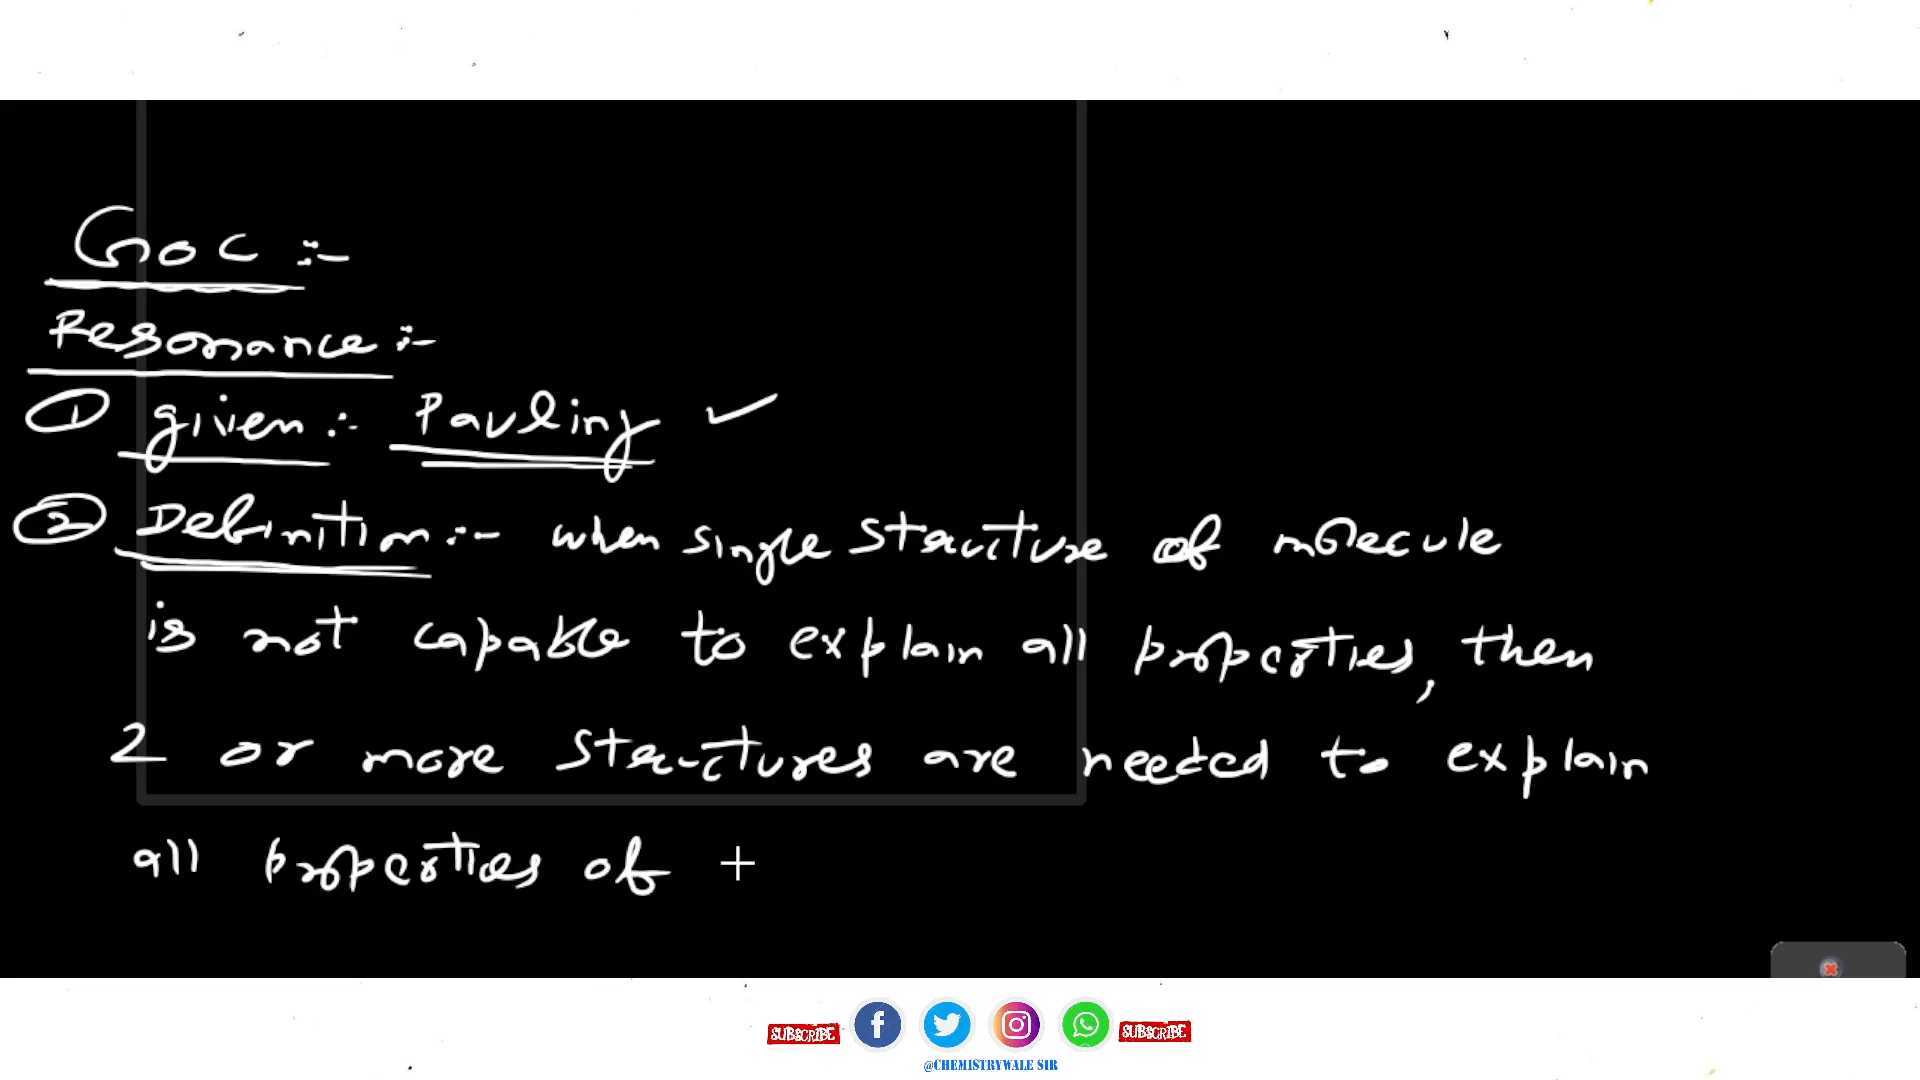 GOC :-
Resonance :-
① given :- Pauling ✓
② Definition :- when single structure of molecule
is not capable to explain all properties, then
2 or more structures are needed to explain
all properties of
SUBSCRIBE
SUBSCRIBE
@CHEMISTRYWALE SIR